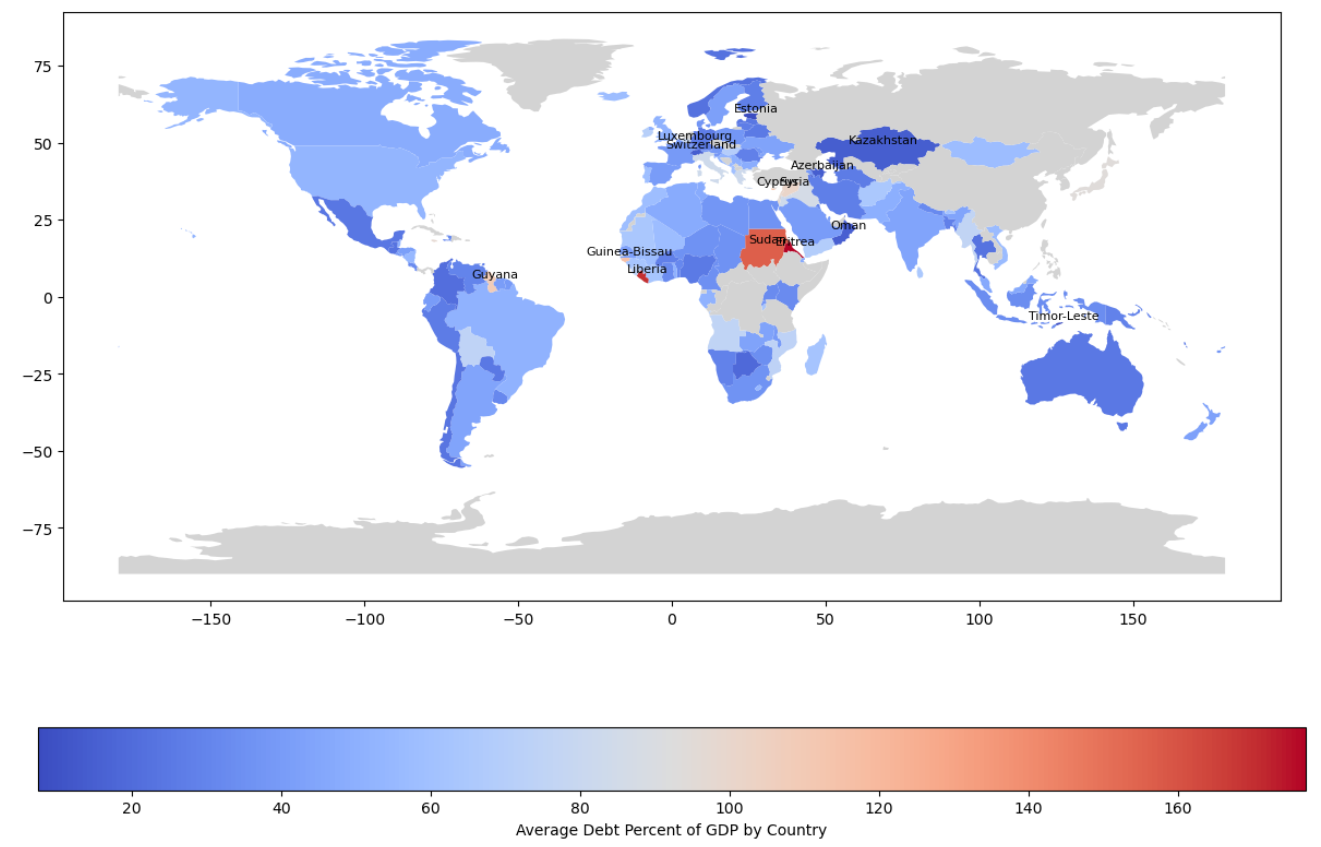 75
50
25
0
−25
−50
−75
Estonia
Luxembourg
Switzerland
Kazakhstan
Azerbaijan
Cyprus
Syria
Oman
Sudan
Eritrea
Guinea-Bissau
Liberia
Guyana
Timor-Leste
−150 −100 −50 0 50 100 150
20 40 60 80 100 120 140 160
Average Debt Percent of GDP by Country